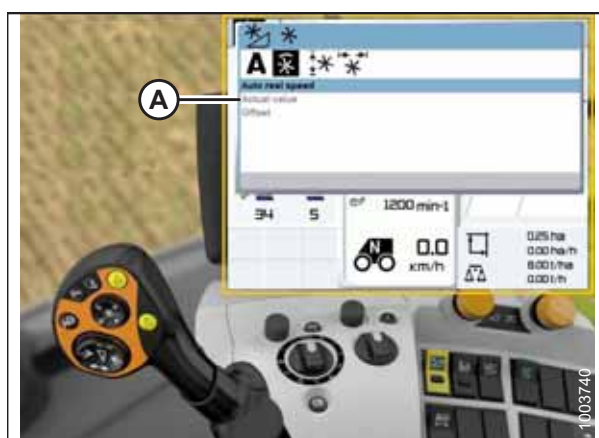 A
Auto reel speed
Actual value
Offset
A
34
5
1200 min-1
N
0.0
km/h
0.25 ha
0.00 ha/h
0.00 l/ha
0.00 l/h
1003740